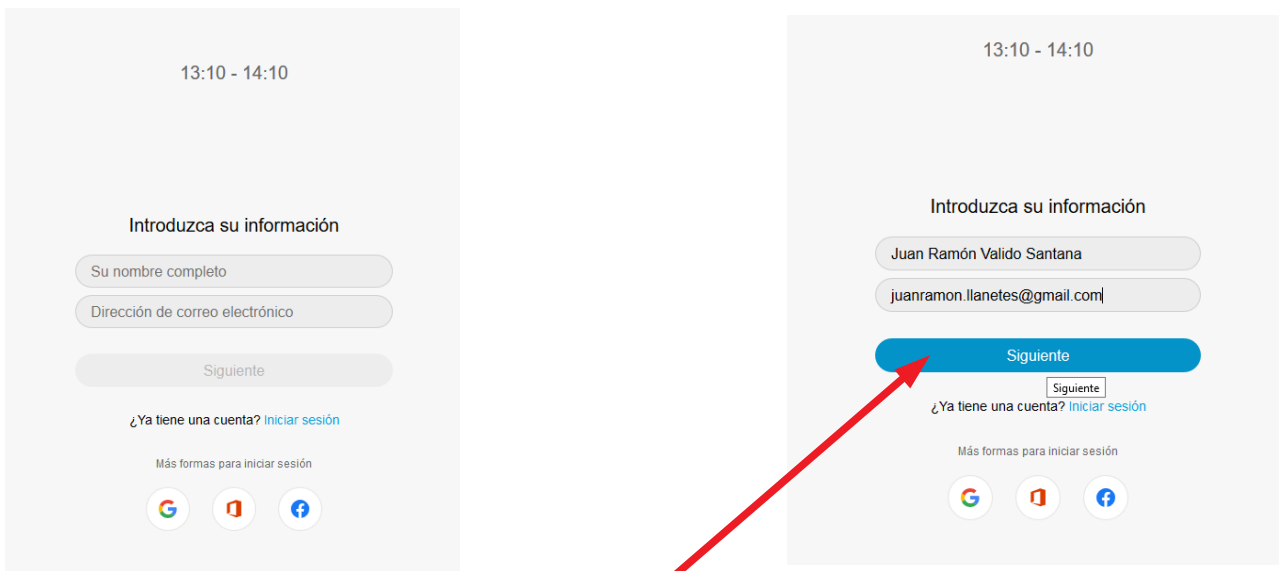 13:10 - 14:10
Introduzca su información
Su nombre completo
Dirección de correo electrónico
Siguiente
¿Ya tiene una cuenta? Iniciar sesión
Más formas para iniciar sesión
13:10 - 14:10
Introduzca su información
Juan Ramón Valido Santana
juanramon.llanetes@gmail.com
Siguiente
Siguiente
¿Ya tiene una cuenta? Iniciar sesión
Más formas para iniciar sesión